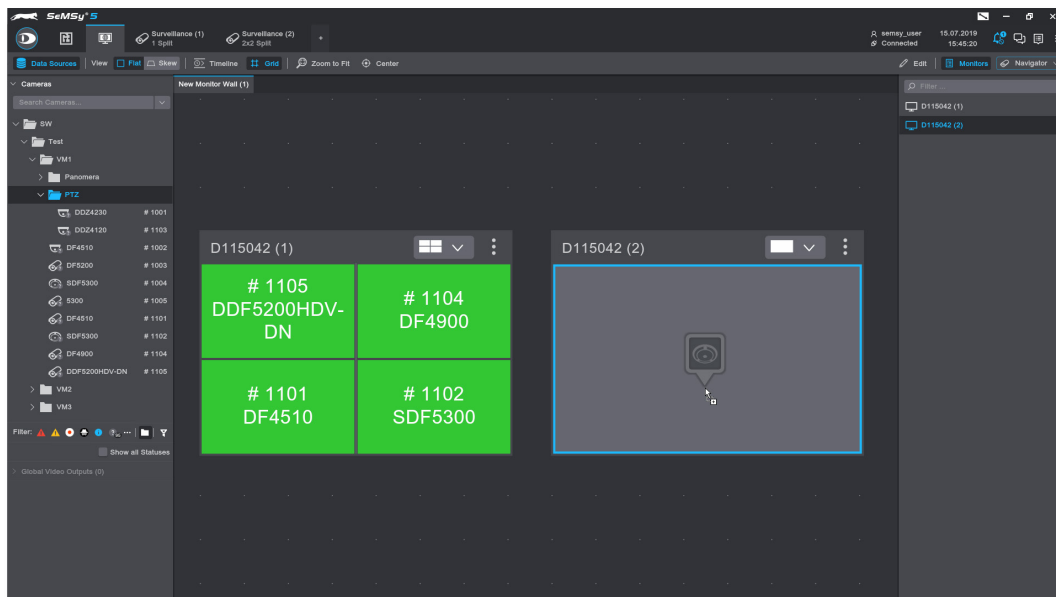 SeMSy®5
Surveillance (1)
1 Split
Surveillance (2)
2x2 Split
+
semsy_user
Connected
15.07.2019
15:45:20
Data Sources
View
Flat
Skew
Timeline
Grid
Zoom to Fit
Center
Edit
Monitors
Navigator
Cameras
New Monitor Wall (1)
Filter ...
Search Cameras...
D115042 (1)
D115042 (2)
SW
Test
VM1
Panomera
PTZ
DDZ4230 # 1001
DDZ4120 # 1103
DF4510 # 1002
DF5200 # 1003
SDF5300 # 1004
5300 # 1005
DF4510 # 1101
SDF5300 # 1102
DF4900 # 1104
DDF5200HDV-DN # 1105
VM2
VM3
Filter:
Show all Statuses
Global Video Outputs (0)
D115042 (1)
# 1105
DDF5200HDV-
DN
# 1104
DF4900
# 1101
DF4510
# 1102
SDF5300
D115042 (2)